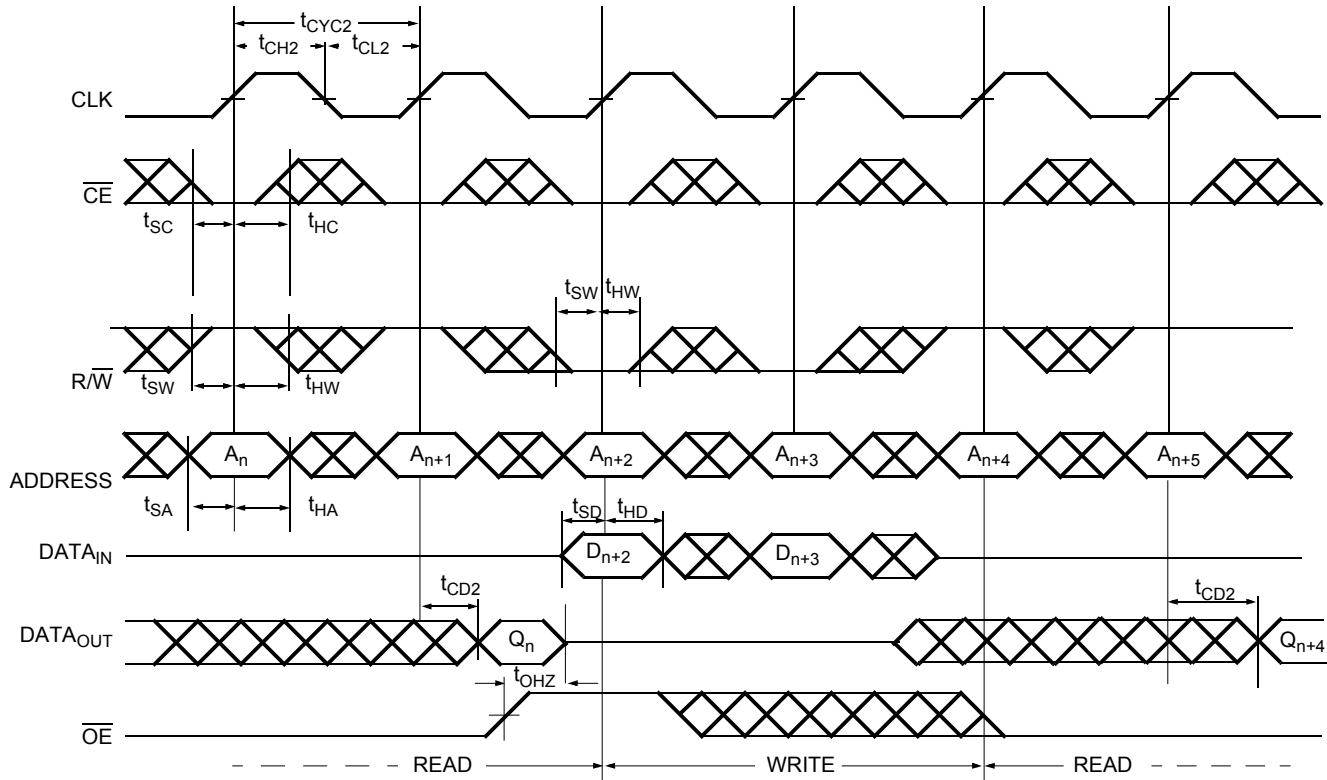 tCYC2
tCH2 tCL2
CLK
CE
tSC tHC
tSW tHW
R/W
tSW tHW
An An+1 An+2 An+3 An+4 An+5
ADDRESS
tSA tHA
tSD tHD
DATAIN
Dn+2 Dn+3
tCD2 tCD2
DATAOUT
Qn Qn+4
tOHZ
OE
READ WRITE READ